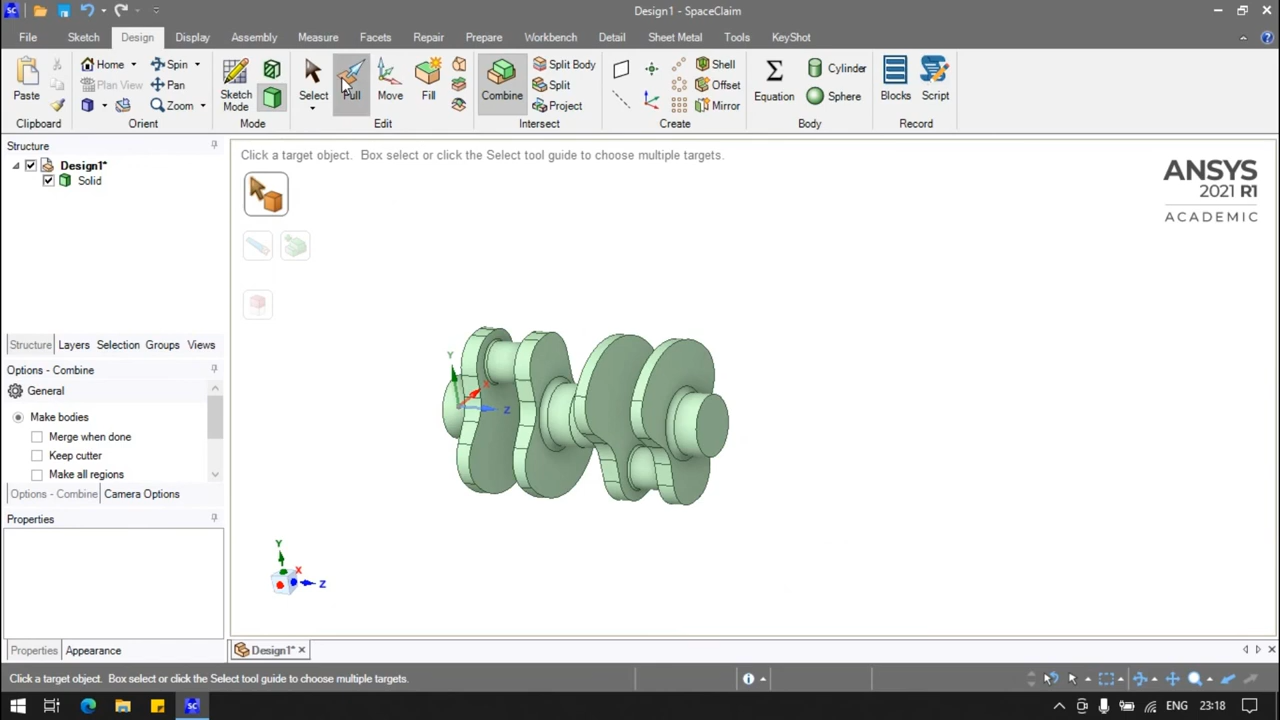 Design1 - SpaceClaim
File Sketch Design Display Assembly Measure Facets Repair Prepare Workbench Detail Sheet Metal Tools KeyShot
Paste
Clipboard
Home Spin
Plan View Pan
Zoom
Orient
Sketch Mode
Mode
Select Pull Move Fill
Edit
Combine Split Body
Split
Project
Intersect
Shell
Offset
Mirror
Create
Equation Cylinder
Sphere
Body
Blocks Script
Record
Structure
Design1*
Solid
Structure Layers Selection Groups Views
Options - Combine
General
Make bodies
Merge when done
Keep cutter
Make all regions
Options - Combine Camera Options
Properties
Properties Appearance
Click a target object. Box select or click the Select tool guide to choose multiple targets.
ANSYS
2021 R1
ACADEMIC
Y
X
Z
Y
X
Z
Design1*
Click a target object. Box select or click the Select tool guide to choose multiple targets.
ENG 23:18